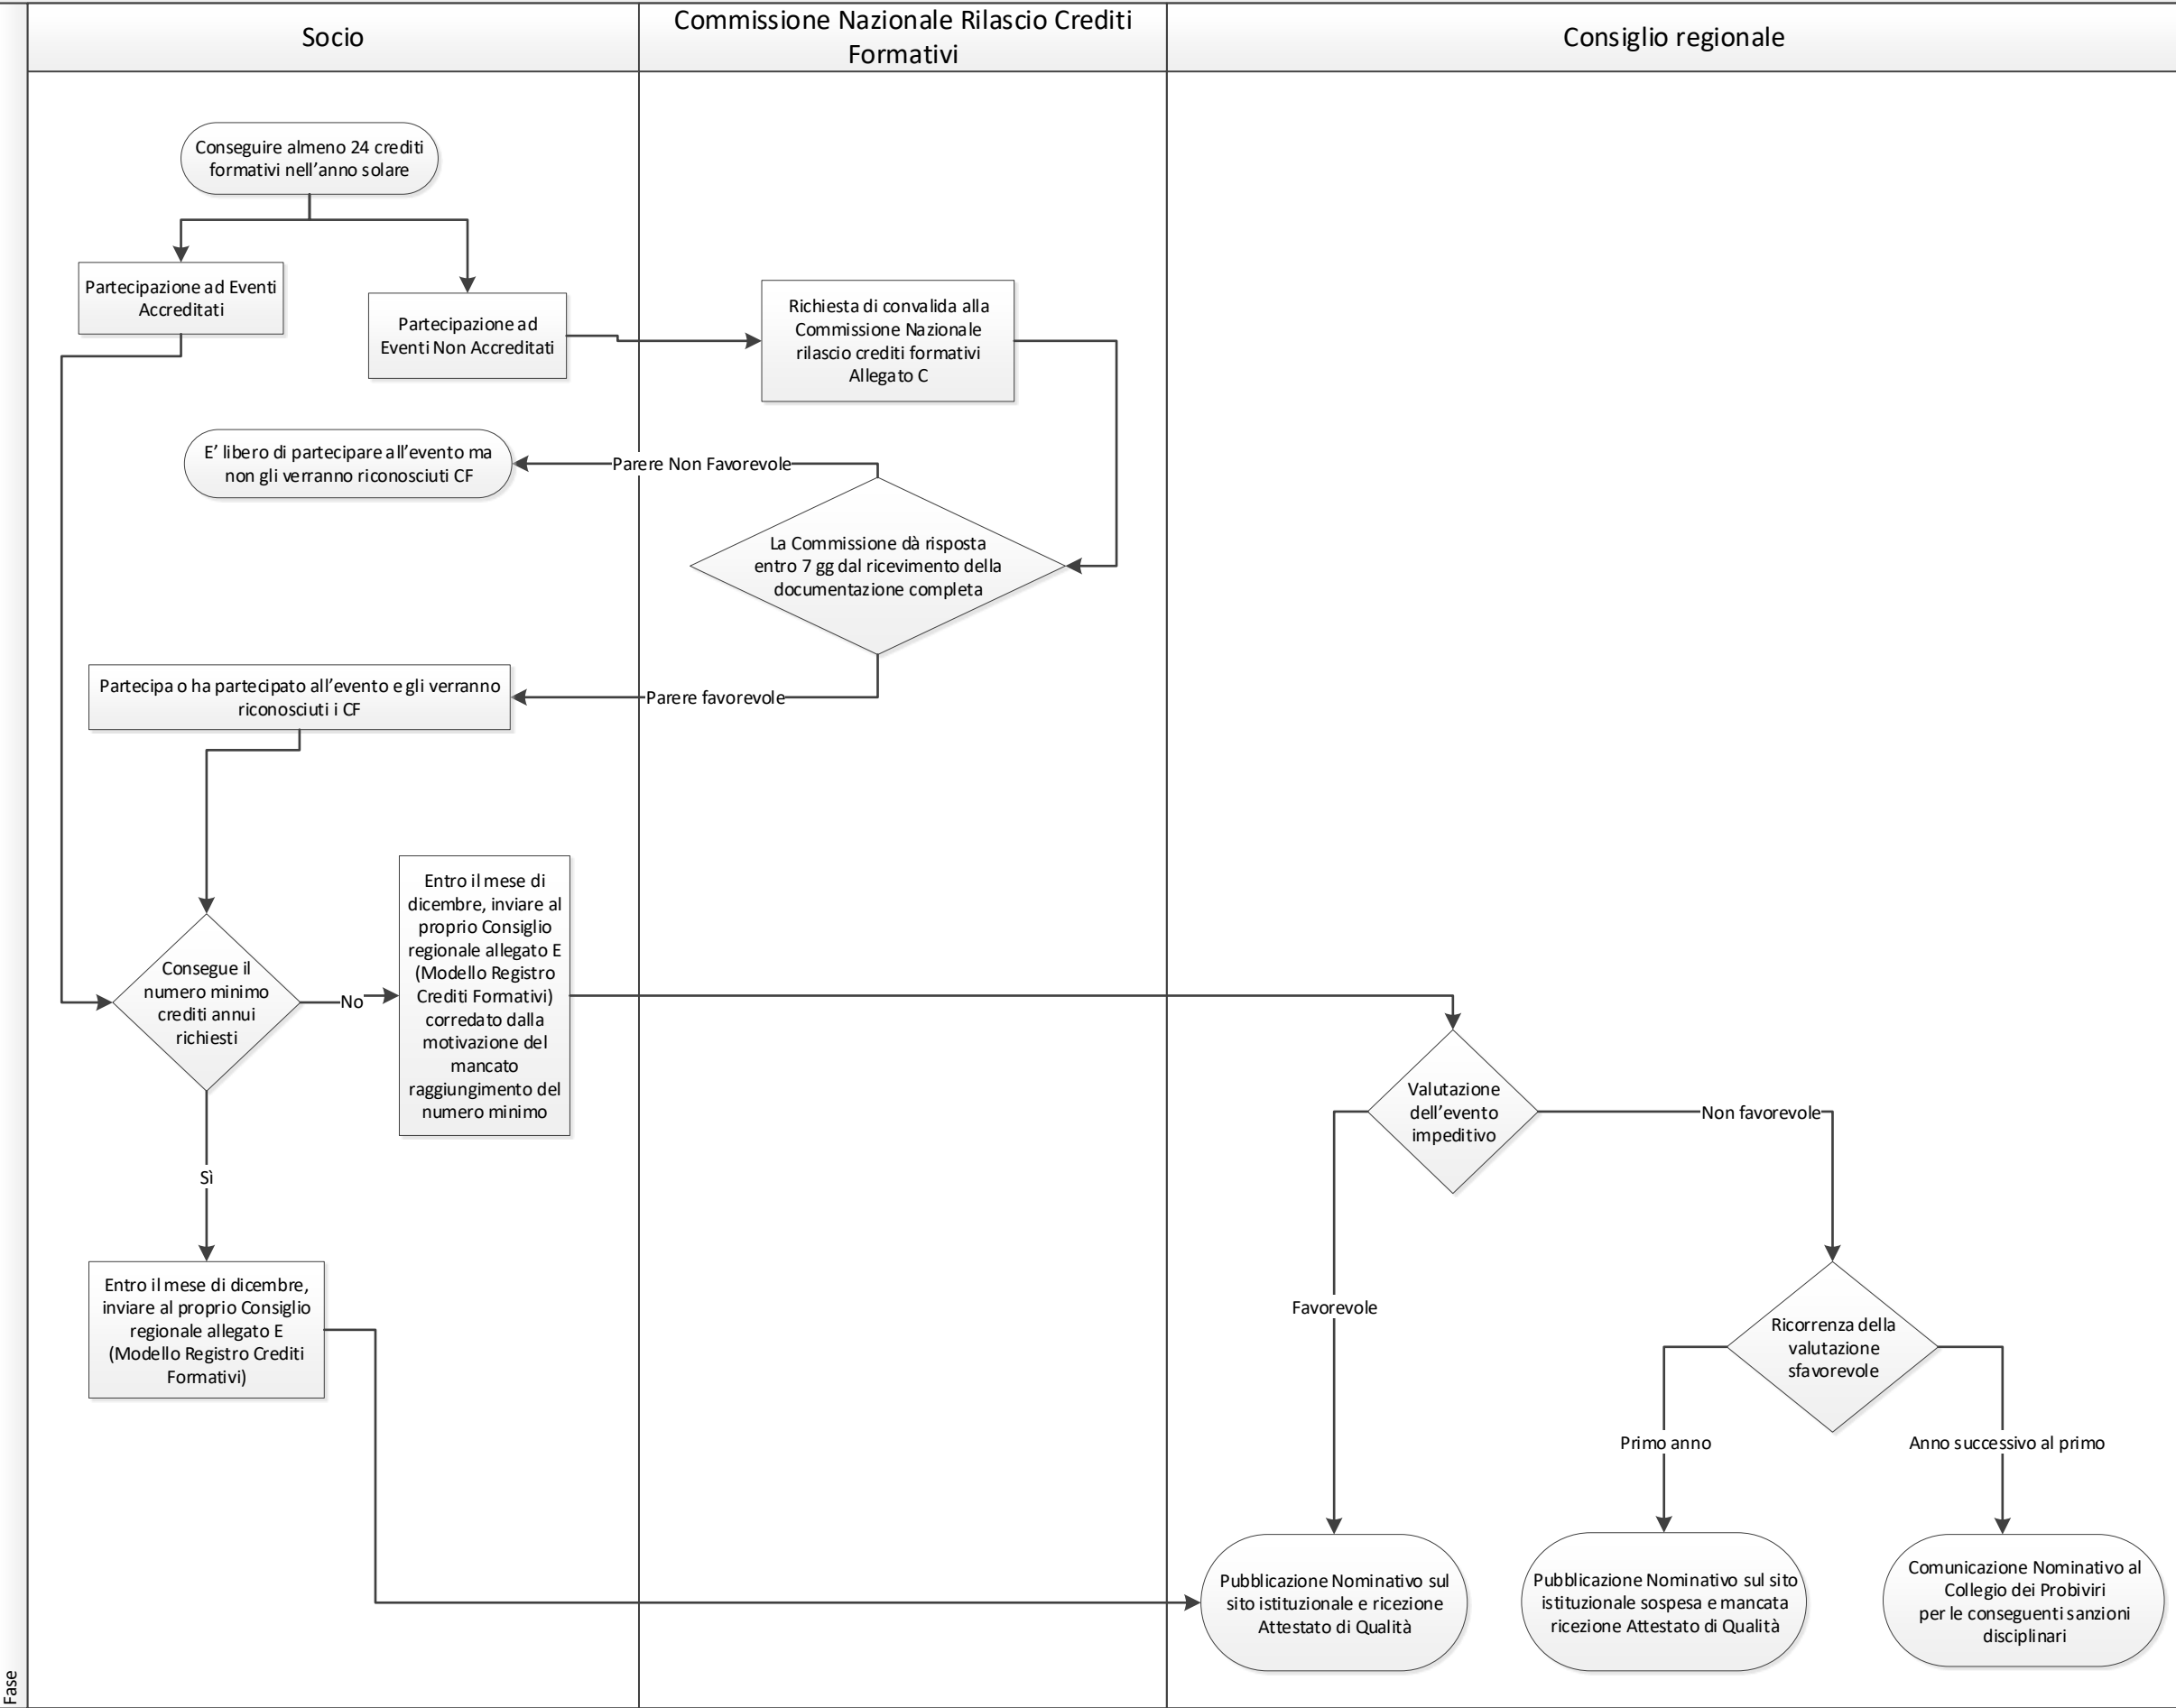 Socio
Commissione Nazionale Rilascio Crediti
Formativi
Consiglio regionale
Conseguire almeno 24 crediti
formativi nell’anno solare
Partecipazione ad Eventi
Accreditati
Partecipazione ad
Eventi Non Accreditati
Richiesta di convalida alla
Commissione Nazionale
rilascio crediti formativi
Allegato C
E’ libero di partecipare all’evento ma
non gli verranno riconosciuti CF
Parere Non Favorevole
La Commissione dà risposta
entro 7 gg dal ricevimento della
documentazione completa
Partecipa o ha partecipato all’evento e gli verranno
riconosciuti i CF
Parere favorevole
Consegue il
numero minimo
crediti annui
richiesti
No
Entro il mese di
dicembre, inviare al
proprio Consiglio
regionale allegato E
(Modello Registro
Crediti Formativi)
corredato dalla
motivazione del
mancato
raggiungimento del
numero minimo
Valutazione
dell’evento
impeditivo
Non favorevole
Sì
Entro il mese di dicembre,
inviare al proprio Consiglio
regionale allegato E
(Modello Registro Crediti
Formativi)
Favorevole
Ricorrenza della
valutazione
sfavorevole
Primo anno
Anno successivo al primo
Pubblicazione Nominativo sul
sito istituzionale e ricezione
Attestato di Qualità
Pubblicazione Nominativo sul sito
istituzionale sospesa e mancata
ricezione Attestato di Qualità
Comunicazione Nominativo al
Collegio dei Probiviri
per le conseguenti sanzioni
disciplinari
Fase